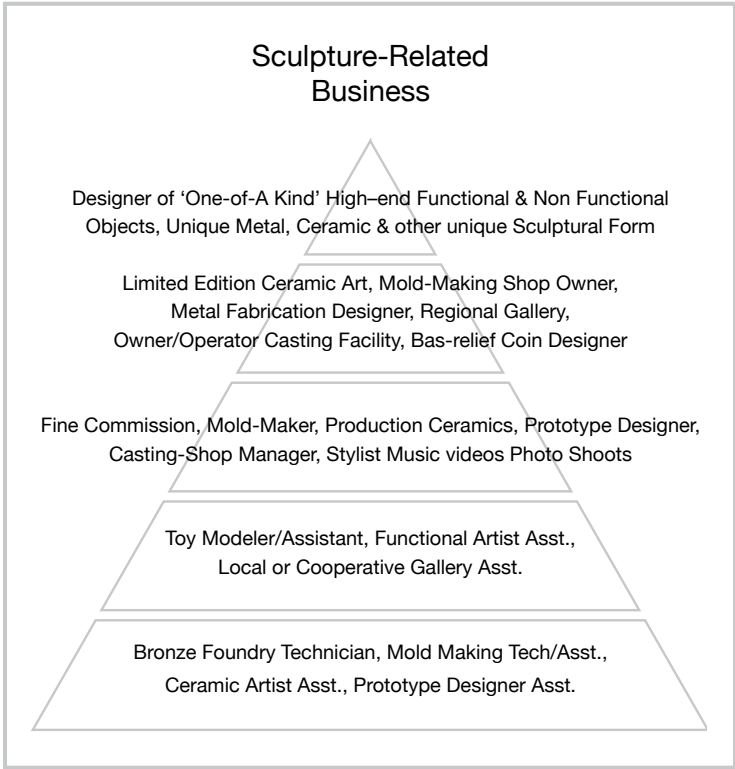 Sculpture-Related
Business
Designer of ‘One-of-A Kind’ High–end Functional & Non Functional
Objects, Unique Metal, Ceramic & other unique Sculptural Form
Limited Edition Ceramic Art, Mold-Making Shop Owner,
Metal Fabrication Designer, Regional Gallery,
Owner/Operator Casting Facility, Bas-relief Coin Designer
Fine Commission, Mold-Maker, Production Ceramics, Prototype Designer,
Casting-Shop Manager, Stylist Music videos Photo Shoots
Toy Modeler/Assistant, Functional Artist Asst.,
Local or Cooperative Gallery Asst.
Bronze Foundry Technician, Mold Making Tech/Asst.,
Ceramic Artist Asst., Prototype Designer Asst.